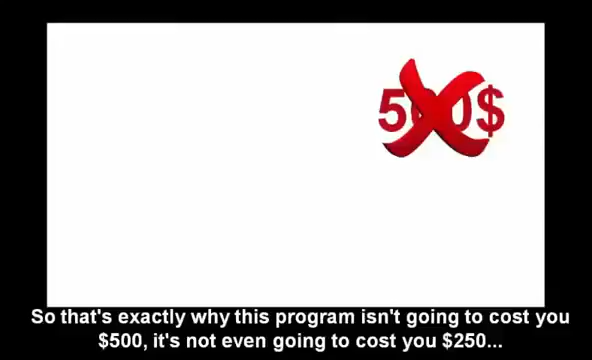 500$
So that's exactly why this program isn't going to cost you
$500, it's not even going to cost you $250...